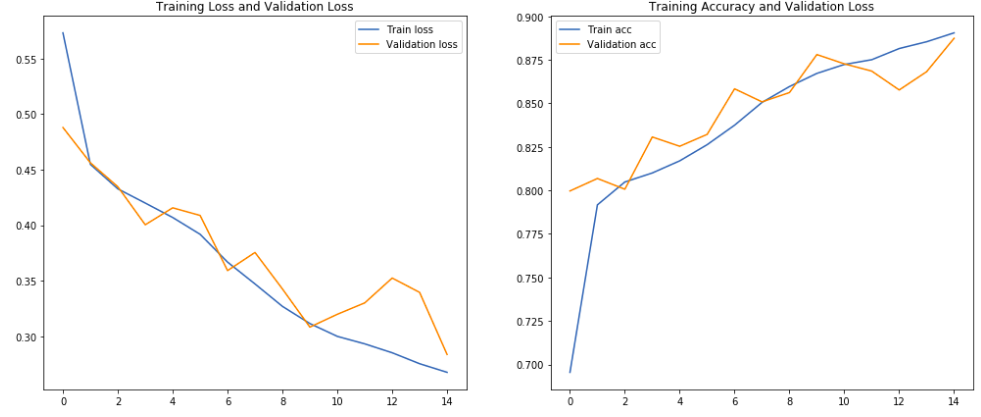 Training Loss and Validation Loss
Train loss
Validation loss
0.55
0.50
0.45
0.40
0.35
0.30
0 2 4 6 8 10 12 14
Training Accuracy and Validation Loss
Train acc
Validation acc
0.900
0.875
0.850
0.825
0.800
0.775
0.750
0.725
0.700
0 2 4 6 8 10 12 14